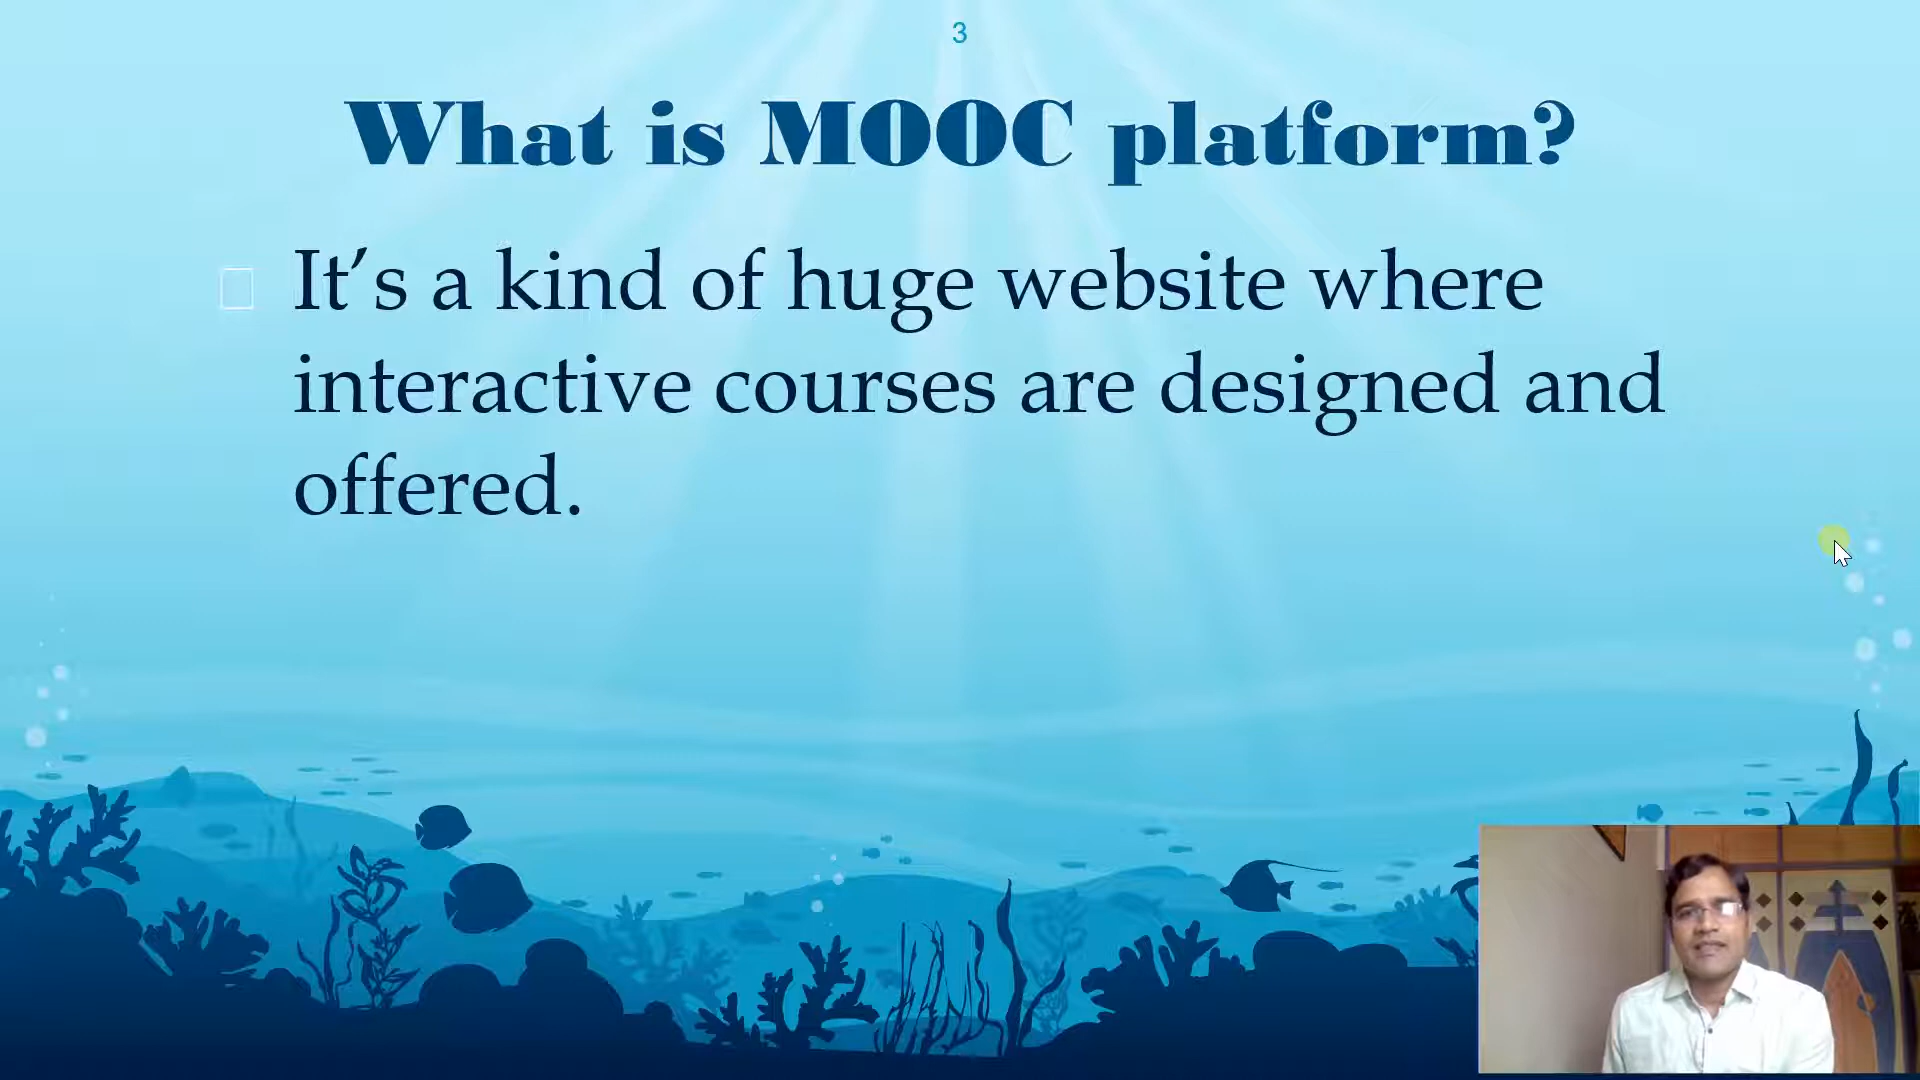 3
What is MOOC platform?
It’s a kind of huge website where
interactive courses are designed and
offered.